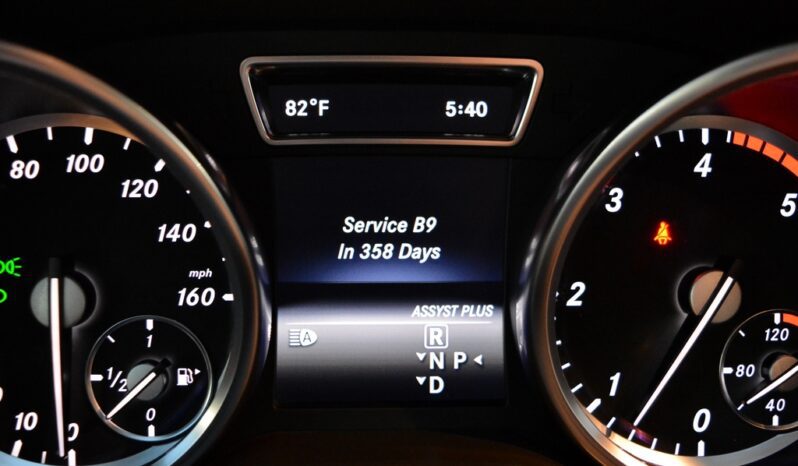 82°F 5:40
Service B9
In 358 Days
ASSYST PLUS
A
R
N P
D
80 100 120 140 160
mph
10 0
1
1/2
0
0 1 2 3 4 5
120
80
40